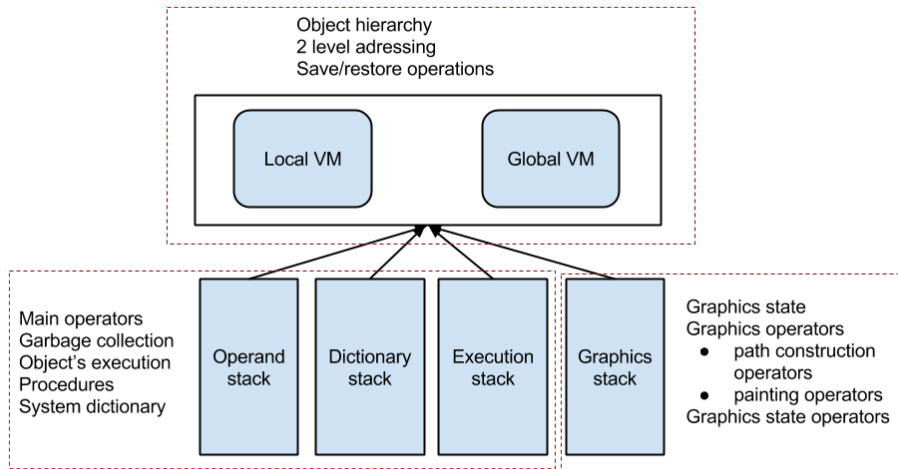 Object hierarchy
2 level adressing
Save/restore operations
Local VM
Global VM
Main operators
Garbage collection
Object's execution
Procedures
System dictionary
Operand
stack
Dictionary
stack
Execution
stack
Graphics
stack
Graphics state
Graphics operators
● path construction
operators
● painting operators
Graphics state operators